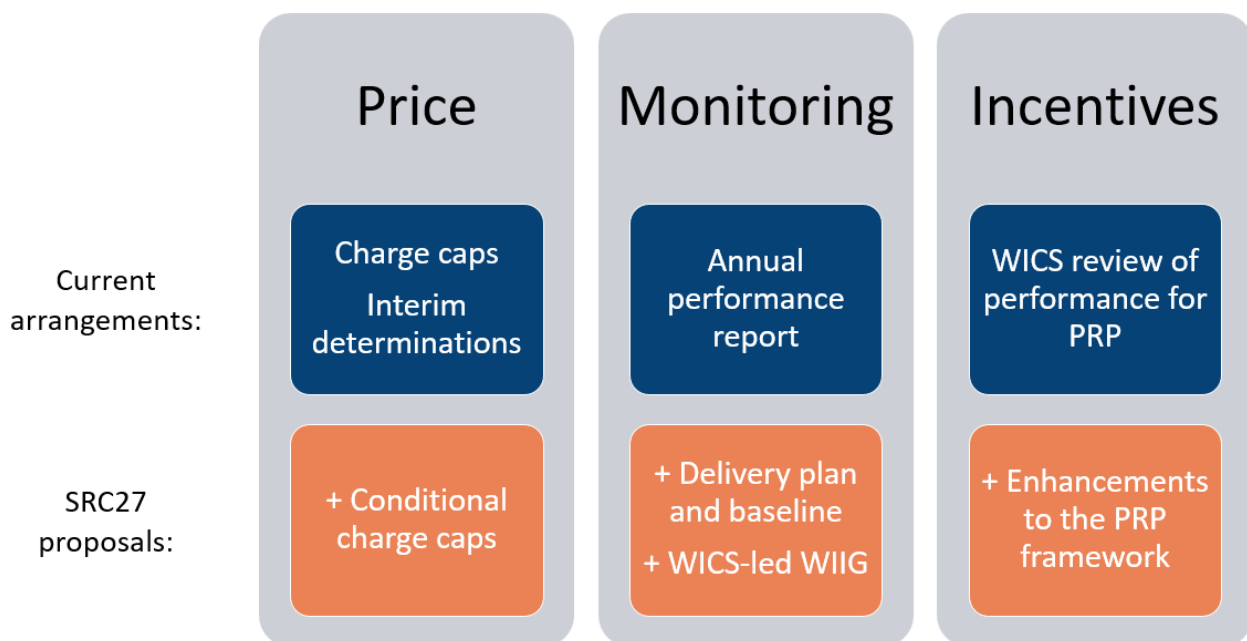 Price
Monitoring
Incentives
Current
arrangements:
Charge caps
Interim
determinations
Annual
performance
report
WICS review of
performance for
PRP
SRC27
proposals:
+ Conditional
charge caps
+ Delivery plan
and baseline
+ WICS-led WIIG
+ Enhancements
to the PRP
framework